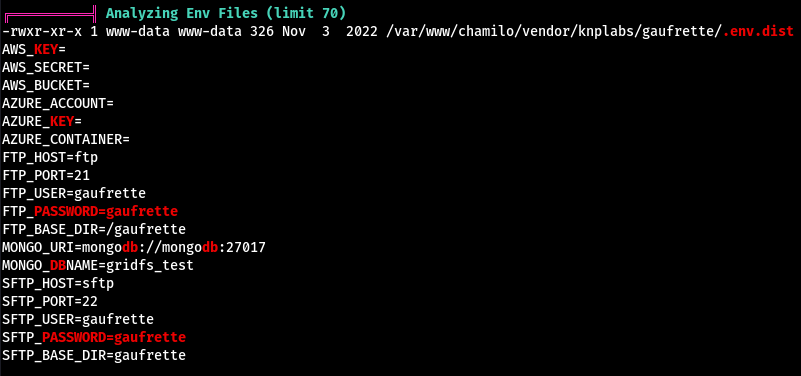 ╔══════════╣ Analyzing Env Files (limit 70)
-rwxr-xr-x 1 www-data www-data 326 Nov  3  2022 /var/www/chamilo/vendor/knplabs/gaufrette/.env.dist
AWS_KEY=
AWS_SECRET=
AWS_BUCKET=
AZURE_ACCOUNT=
AZURE_KEY=
AZURE_CONTAINER=
FTP_HOST=ftp
FTP_PORT=21
FTP_USER=gaufrette
FTP_PASSWORD=gaufrette
FTP_BASE_DIR=/gaufrette
MONGO_URI=mongodb://mongodb:27017
MONGO_DBNAME=gridfs_test
SFTP_HOST=sftp
SFTP_PORT=22
SFTP_USER=gaufrette
SFTP_PASSWORD=gaufrette
SFTP_BASE_DIR=gaufrette